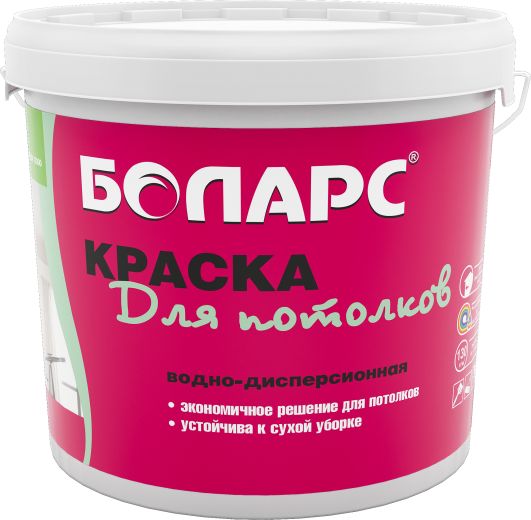 БОЛАРС®
КРАСКА
Для потолков
водно-дисперсионная
• экономичное решение для потолков
• устойчива к сухой уборке